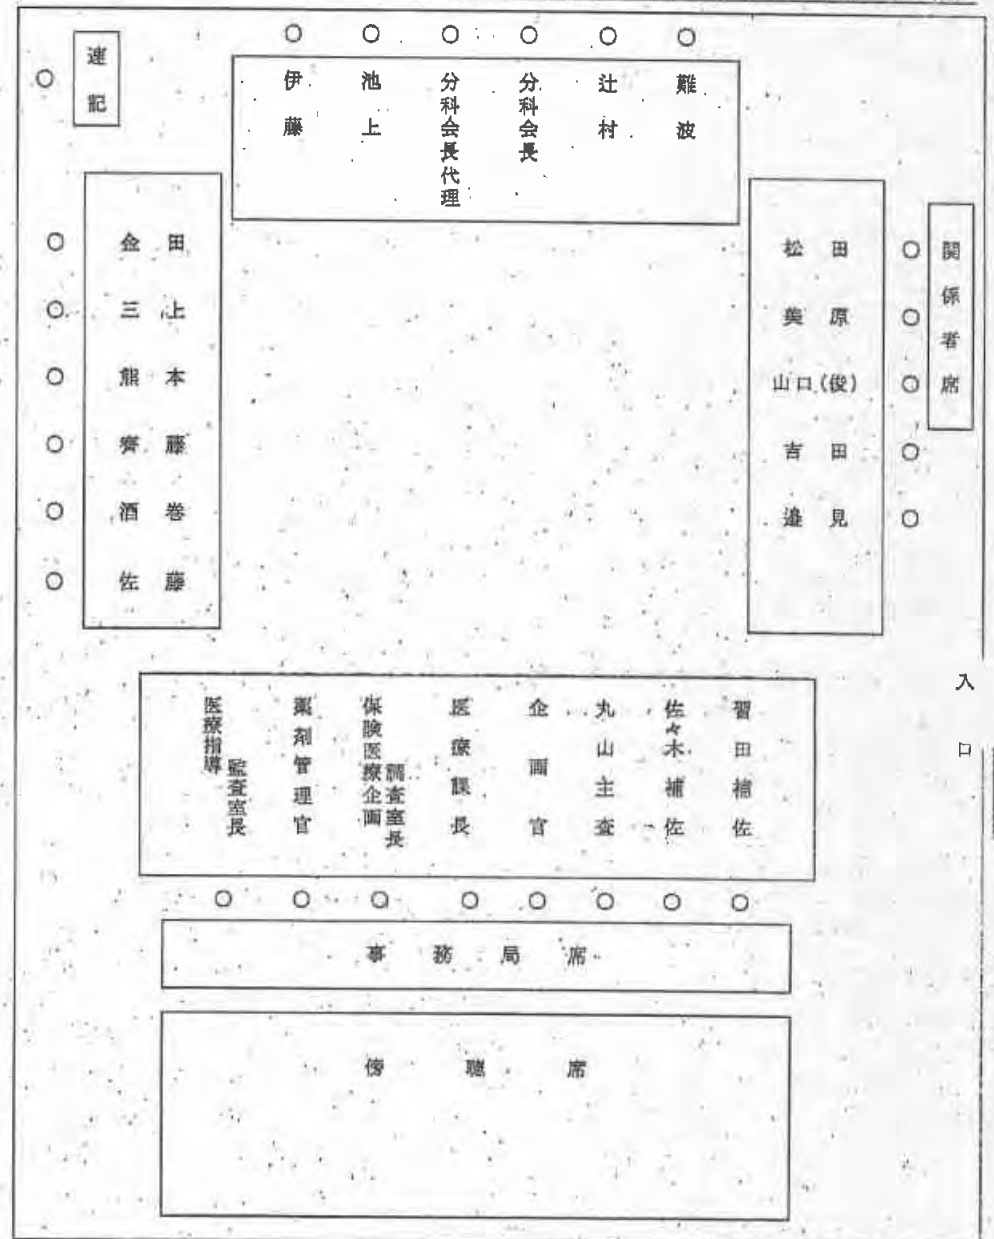 速記
伊藤
池上
分科会長代理
分科会長
辻村
難波
金田
三上
熊本
齊藤
酒巻
佐藤
松田
美原
山口(俊)
吉田
邉見
関係者席
入口
医療指導
監査室長
薬剤管理官
保険医療企画
調査室長
医療課長
企画官
丸山主査
佐々木補佐
習田補佐
事務局席
傍聴席